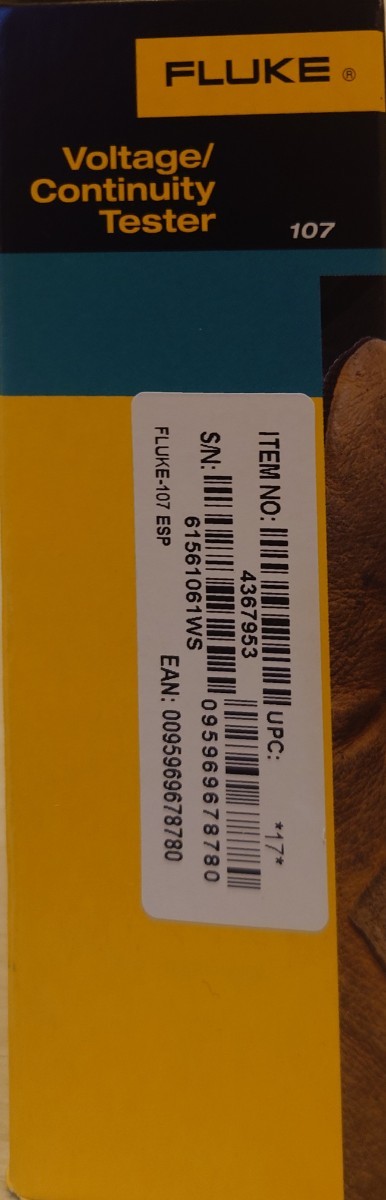 FLUKE ®
Voltage/
Continuity
Tester
107
ITEM NO:
4367953
UPC:
*17*
S/N:
61561061WS
095969678780
FLUKE-107 ESP
EAN: 0095969678780